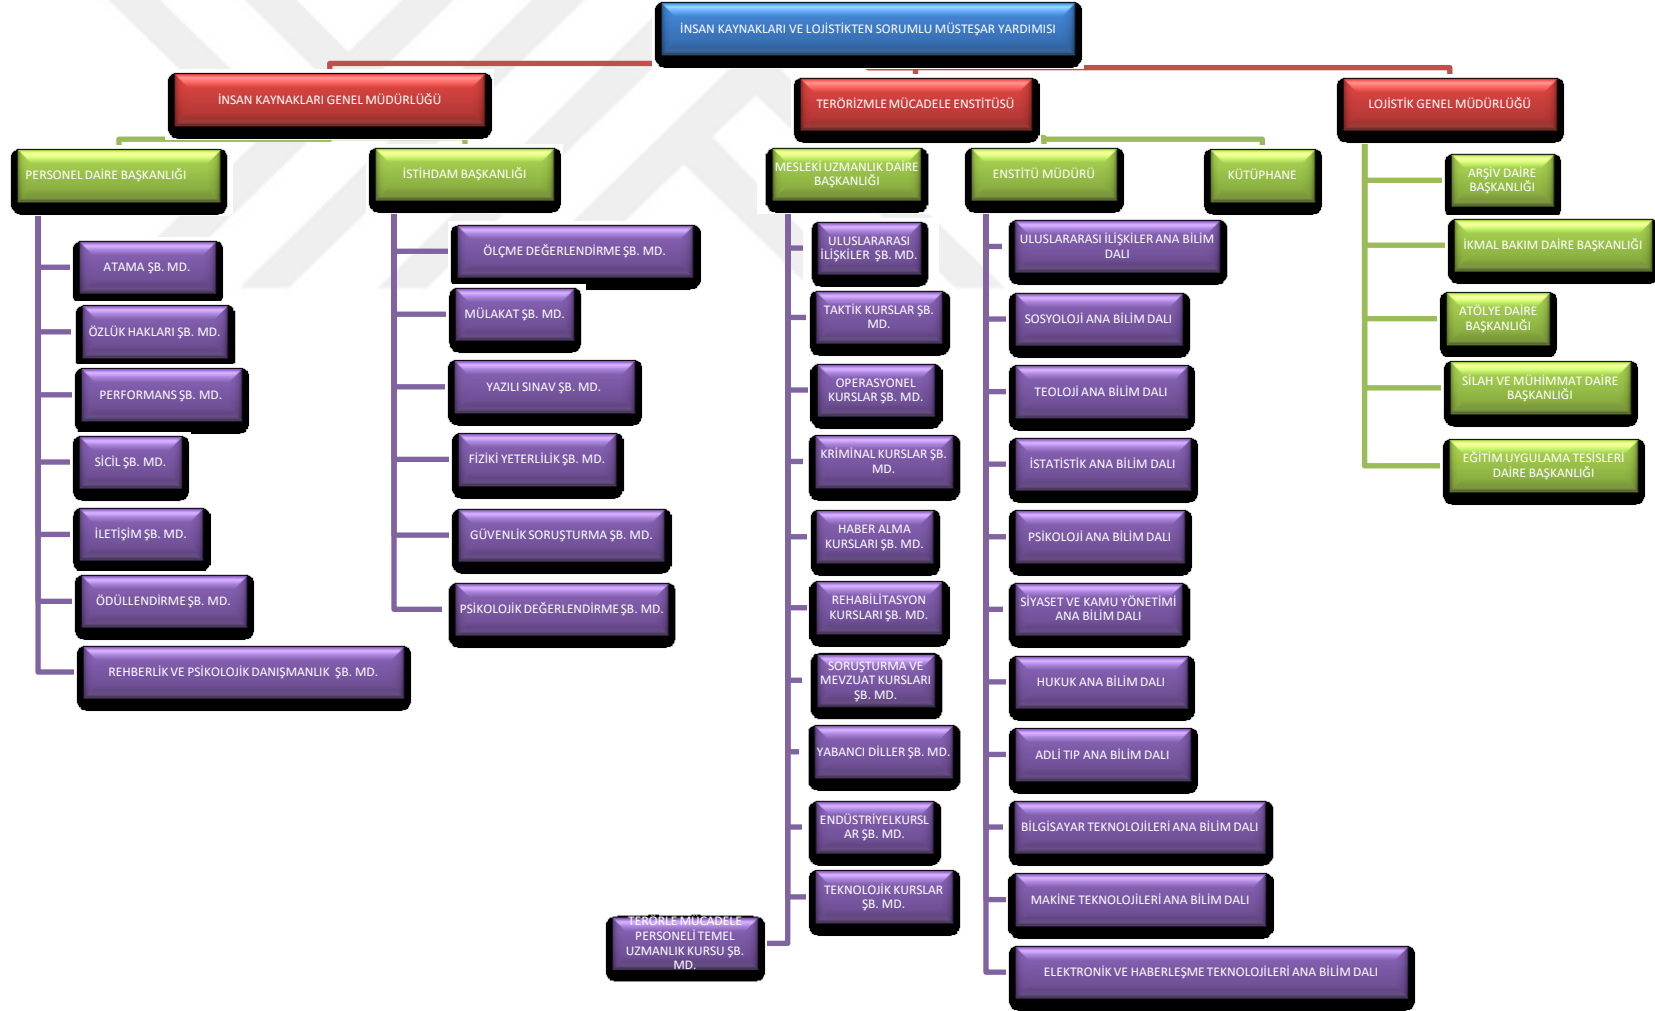 İNSAN KAYNAKLARI VE LOJİSTİKTEN SORUMLU MÜSTEŞAR YARDIMISI
İNSAN KAYNAKLARI GENEL MÜDÜRLÜĞÜ
TERÖRİZMLE MÜCADELE ENSTİTÜSÜ
LOJİSTİK GENEL MÜDÜRLÜĞÜ
PERSONEL DAİRE BAŞKANLIĞI
ATAMA ŞB. MD.
ÖZLÜK HAKLARI ŞB. MD.
PERFORMANS ŞB. MD.
SİCİL ŞB. MD.
İLETİŞİM ŞB. MD.
ÖDÜLLENDİRME ŞB. MD.
REHBERLİK VE PSİKOLOJİK DANIŞMANLIK ŞB. MD.
İSTİHDAM BAŞKANLIĞI
ÖLÇME DEĞERLENDİRME ŞB. MD.
MÜLAKAT ŞB. MD.
YAZILI SINAV ŞB. MD.
FİZİKİ YETERLİLİK ŞB. MD.
GÜVENLİK SORUŞTURMA ŞB. MD.
PSİKOLOJİK DEĞERLENDİRME ŞB. MD.
MESLEKİ UZMANLIK DAİRE
BAŞKANLIĞI
ULUSLARARASI
İLİŞKİLER ŞB. MD.
TAKTİK KURSLAR ŞB.
MD.
OPERASYONEL
KURSLAR ŞB. MD.
KRİMİNAL KURSLAR ŞB.
MD.
HABER ALMA
KURSLARI ŞB. MD.
REHABİLİTASYON
KURSLARI ŞB. MD.
SORUŞTURMA VE
MEVZUAT KURSLARI
ŞB. MD.
YABANCI DİLLER ŞB. MD.
ENDÜSTRİYELKURSL
AR ŞB. MD.
TEKNOLOJİK KURSLAR
ŞB. MD.
TERÖRLE MÜCADELE
PERSONELİ TEMEL
UZMANLIK KURSU ŞB.
MD.
ENSTİTÜ MÜDÜRÜ
ULUSLARARASI İLİŞKİLER ANA BİLİM
DALI
SOSYOLOJİ ANA BİLİM DALI
TEOLOJİ ANA BİLİM DALI
İSTATİSTİK ANA BİLİM DALI
PSİKOLOJİ ANA BİLİM DALI
SİYASET VE KAMU YÖNETİMİ
ANA BİLİM DALI
HUKUK ANA BİLİM DALI
ADLİ TIP ANA BİLİM DALI
BİLGİSAYAR TEKNOLOJİLERİ ANA BİLİM DALI
MAKİNE TEKNOLOJİLERİ ANA BİLİM DALI
ELEKTRONİK VE HABERLEŞME TEKNOLOJİLERİ ANA BİLİM DALI
KÜTÜPHANE
ARŞİV DAİRE
BAŞKANLIĞI
İKMAL BAKIM DAİRE BAŞKANLIĞI
ATÖLYE DAİRE
BAŞKANLIĞI
SİLAH VE MÜHİMMAT DAİRE
BAŞKANLIĞI
EĞİTİM UYGULAMA TESİSLERİ
DAİRE BAŞKANLIĞI